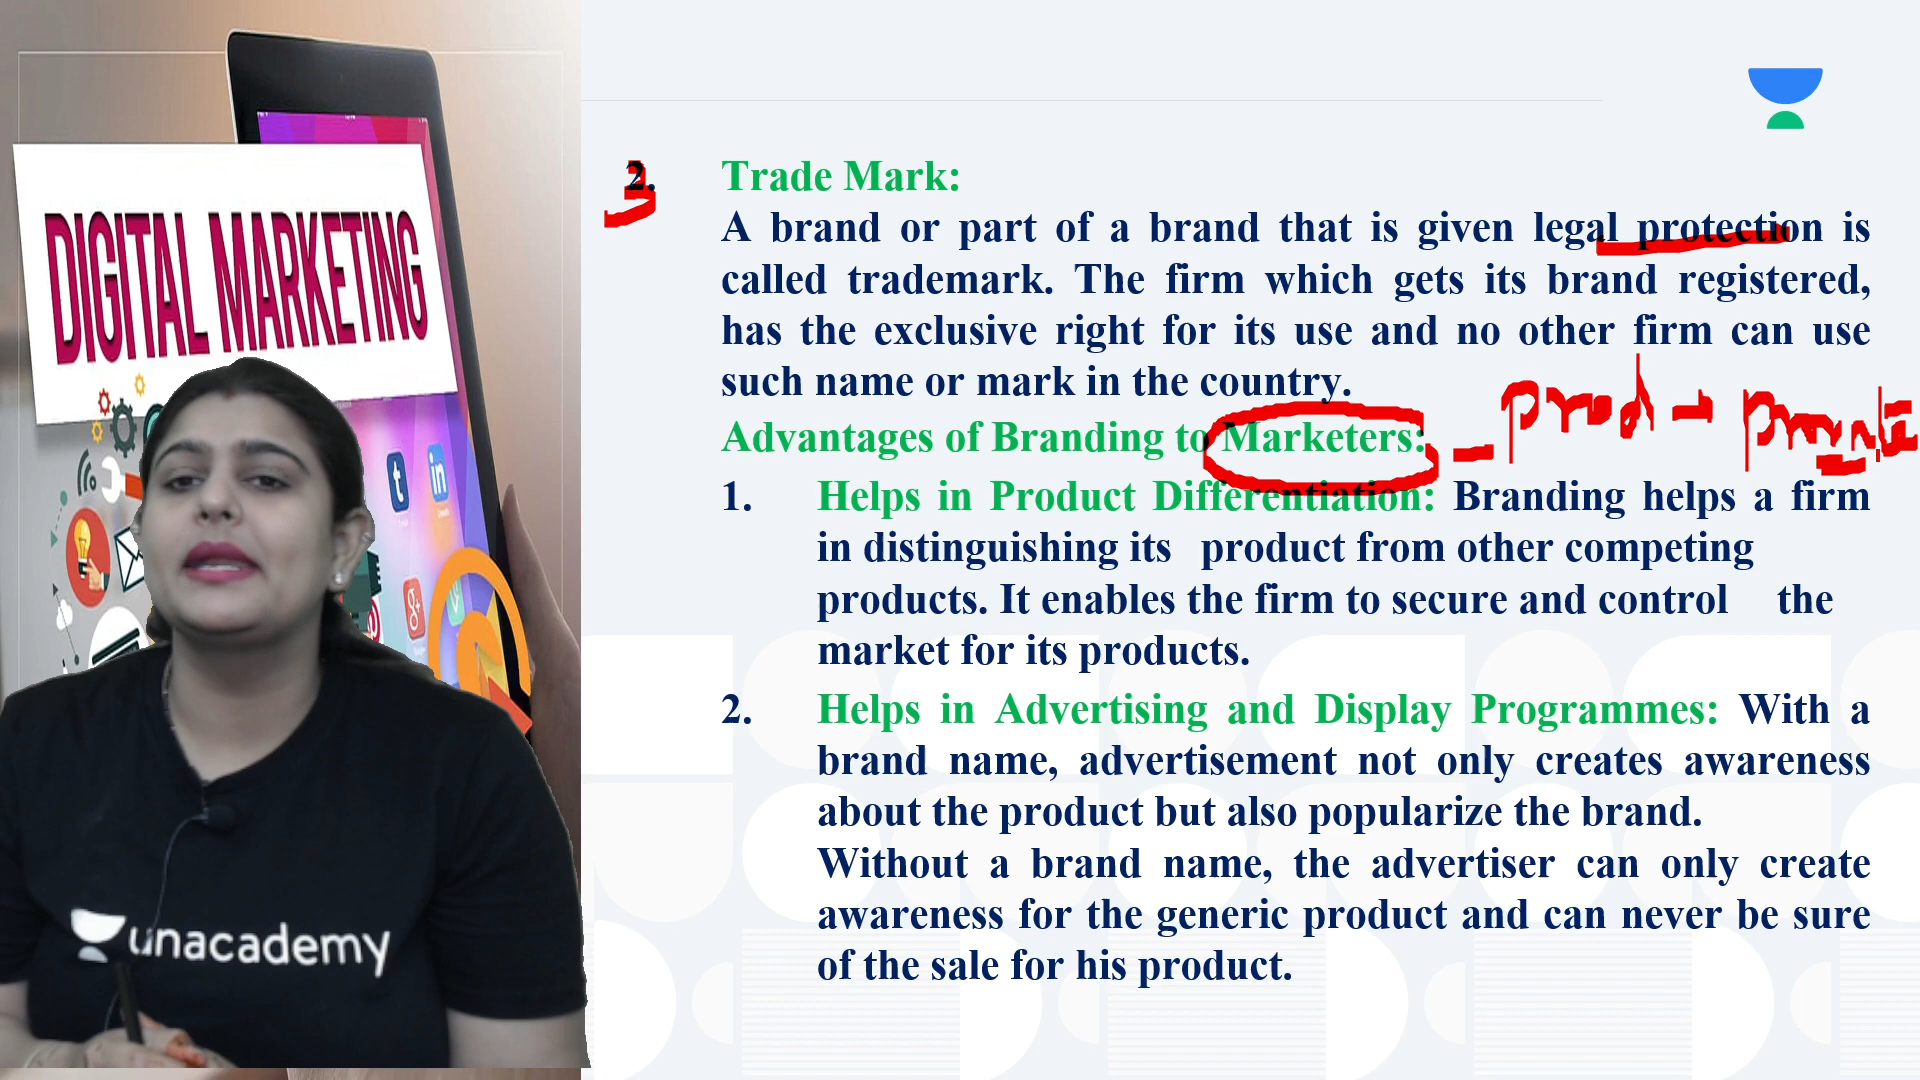 DIGITAL MARKETING
unacademy
2.
3
Trade Mark:
A brand or part of a brand that is given legal protection is
called trademark. The firm which gets its brand registered,
has the exclusive right for its use and no other firm can use
such name or mark in the country.
Advantages of Branding to Marketers:
- prod -
1. Helps in Product Differentiation: Branding helps a firm
in distinguishing its product from other competing
products. It enables the firm to secure and control the
market for its products.
2. Helps in Advertising and Display Programmes: With a
brand name, advertisement not only creates awareness
about the product but also popularize the brand.
Without a brand name, the advertiser can only create
awareness for the generic product and can never be sure
of the sale for his product.